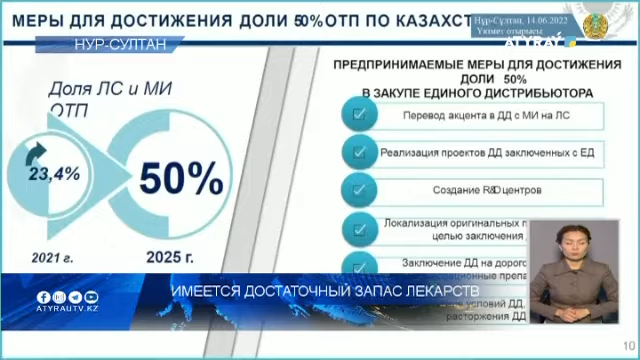 МЕРЫ ДЛЯ ДОСТИЖЕНИЯ ДОЛИ 50%ОТП ПО КАЗАХСТ
Нұр-Сұлтан, 14.06.2022
Үкімет отырысы
ATYRAÝ
НУР-СУЛТАН
Доля ЛС и МИ
ОТП
23,4%
50%
2021 г.
2025 г.
ПРЕДПРИНИМАЕМЫЕ МЕРЫ ДЛЯ ДОСТИЖЕНИЯ
ДОЛИ 50%
В ЗАКУПЕ ЕДИНОГО ДИСТРИБЬЮТОРА
Перевод акцента в ДД с МИ на ЛС
Реализация проектов ДД заключенных с ЕД
Создание R&D центров
Локализация оригинальных
целью заключения
Заключение ДД на дорого
условий ДД,
расторжения ДД
ИМЕЕТСЯ ДОСТАТОЧНЫЙ ЗАПАС ЛЕКАРСТВ
ATYRAUTV.KZ
10